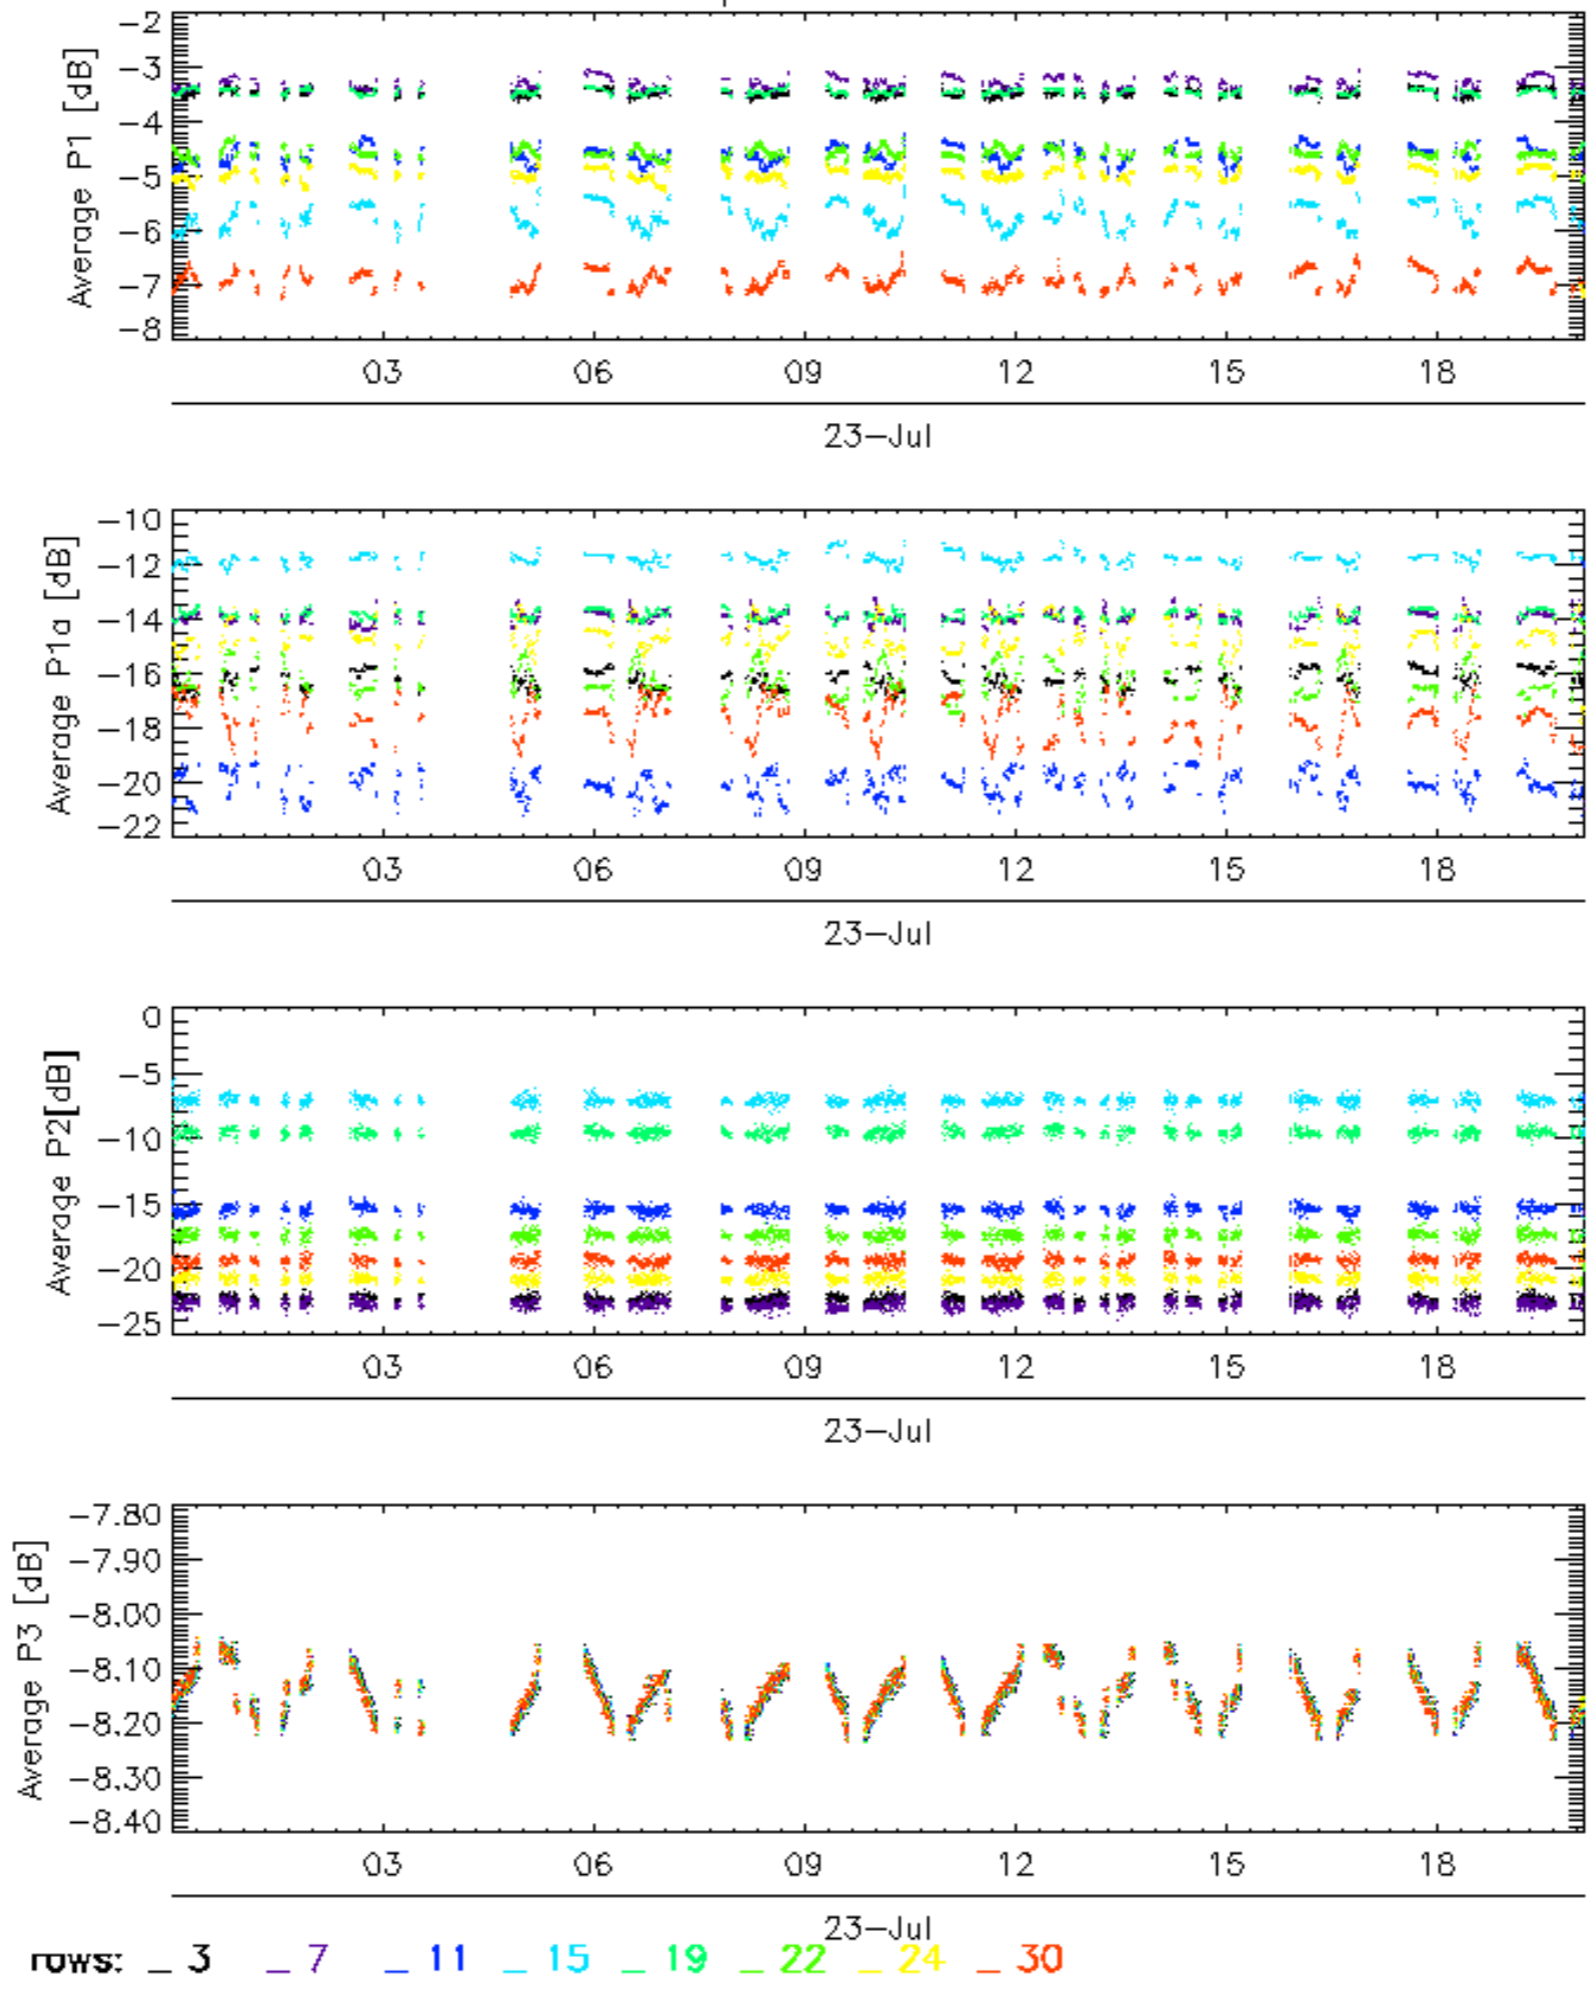 Average P1 [dB]
-2
-3
-4
-5
-6
-7
-8
03 06 09 12 15 18
23-Jul
Average P1a [dB]
-10
-12
-14
-16
-18
-20
-22
03 06 09 12 15 18
23-Jul
Average P2[dB]
0
-5
-10
-15
-20
-25
03 06 09 12 15 18
23-Jul
Average P3 [dB]
-7.80
-7.90
-8.00
-8.10
-8.20
-8.30
-8.40
03 06 09 12 15 18
23-Jul
rows: _ 3 _ 7 _ 11 _ 15 _ 19 _ 22 _ 24 _ 30